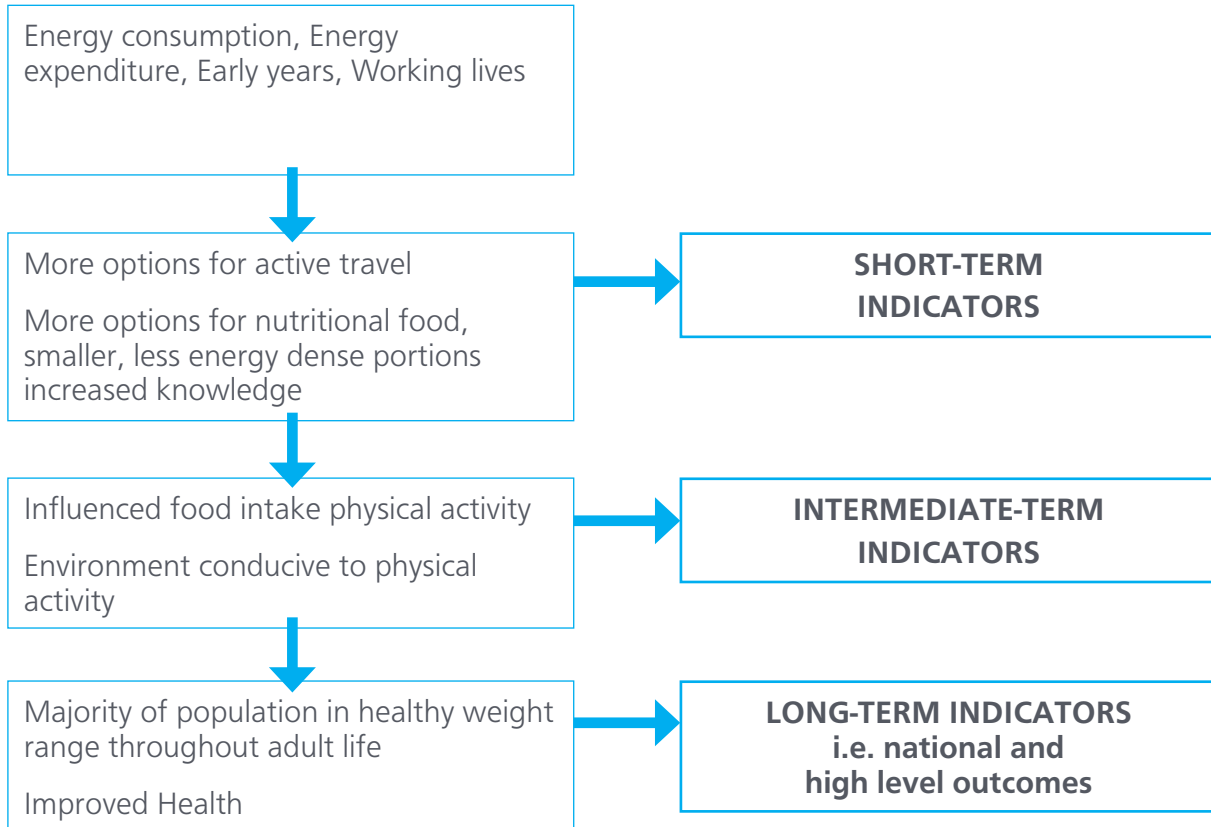 Energy consumption, Energy
expenditure, Early years, Working lives
More options for active travel
More options for nutritional food,
smaller, less energy dense portions
increased knowledge
SHORT-TERM
INDICATORS
Influenced food intake physical activity
Environment conducive to physical
activity
INTERMEDIATE-TERM
INDICATORS
Majority of population in healthy weight
range throughout adult life
Improved Health
LONG-TERM INDICATORS
i.e. national and
high level outcomes